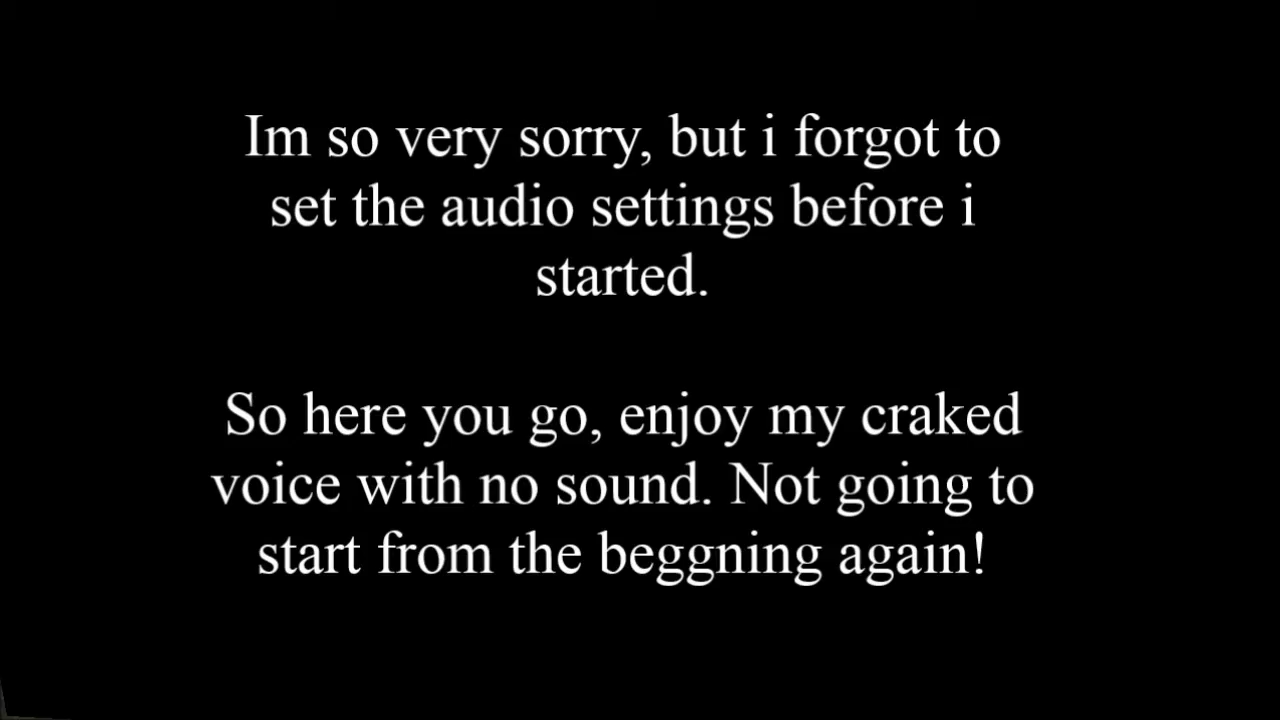 Im so very sorry, but i forgot to
set the audio settings before i
started.
So here you go, enjoy my craked
voice with no sound. Not going to
start from the beggning again!